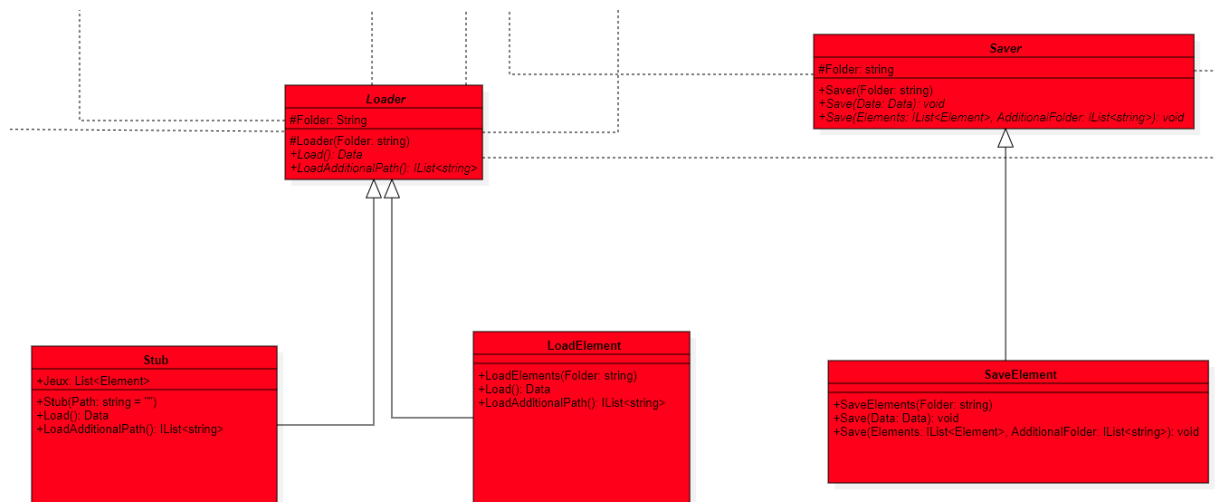 Loader
#Folder: String
#Loader(Folder: string)
+Load(): Data
+LoadAdditionalPath(): IList<string>
Saver
#Folder: string
+Saver(Folder: string)
+Save(Data: Data): void
+Save(Elements: IList<Element>, AdditionalFolder: IList<string>): void
Stub
+Jeux: List<Element>
+Stub(Path: string = "")
+Load(): Data
+LoadAdditionalPath(): IList<string>
LoadElement
+LoadElements(Folder: string)
+Load(): Data
+LoadAdditionalPath(): IList<string>
SaveElement
+SaveElements(Folder: string)
+Save(Data: Data): void
+Save(Elements: IList<Element>, AdditionalFolder: IList<string>): void